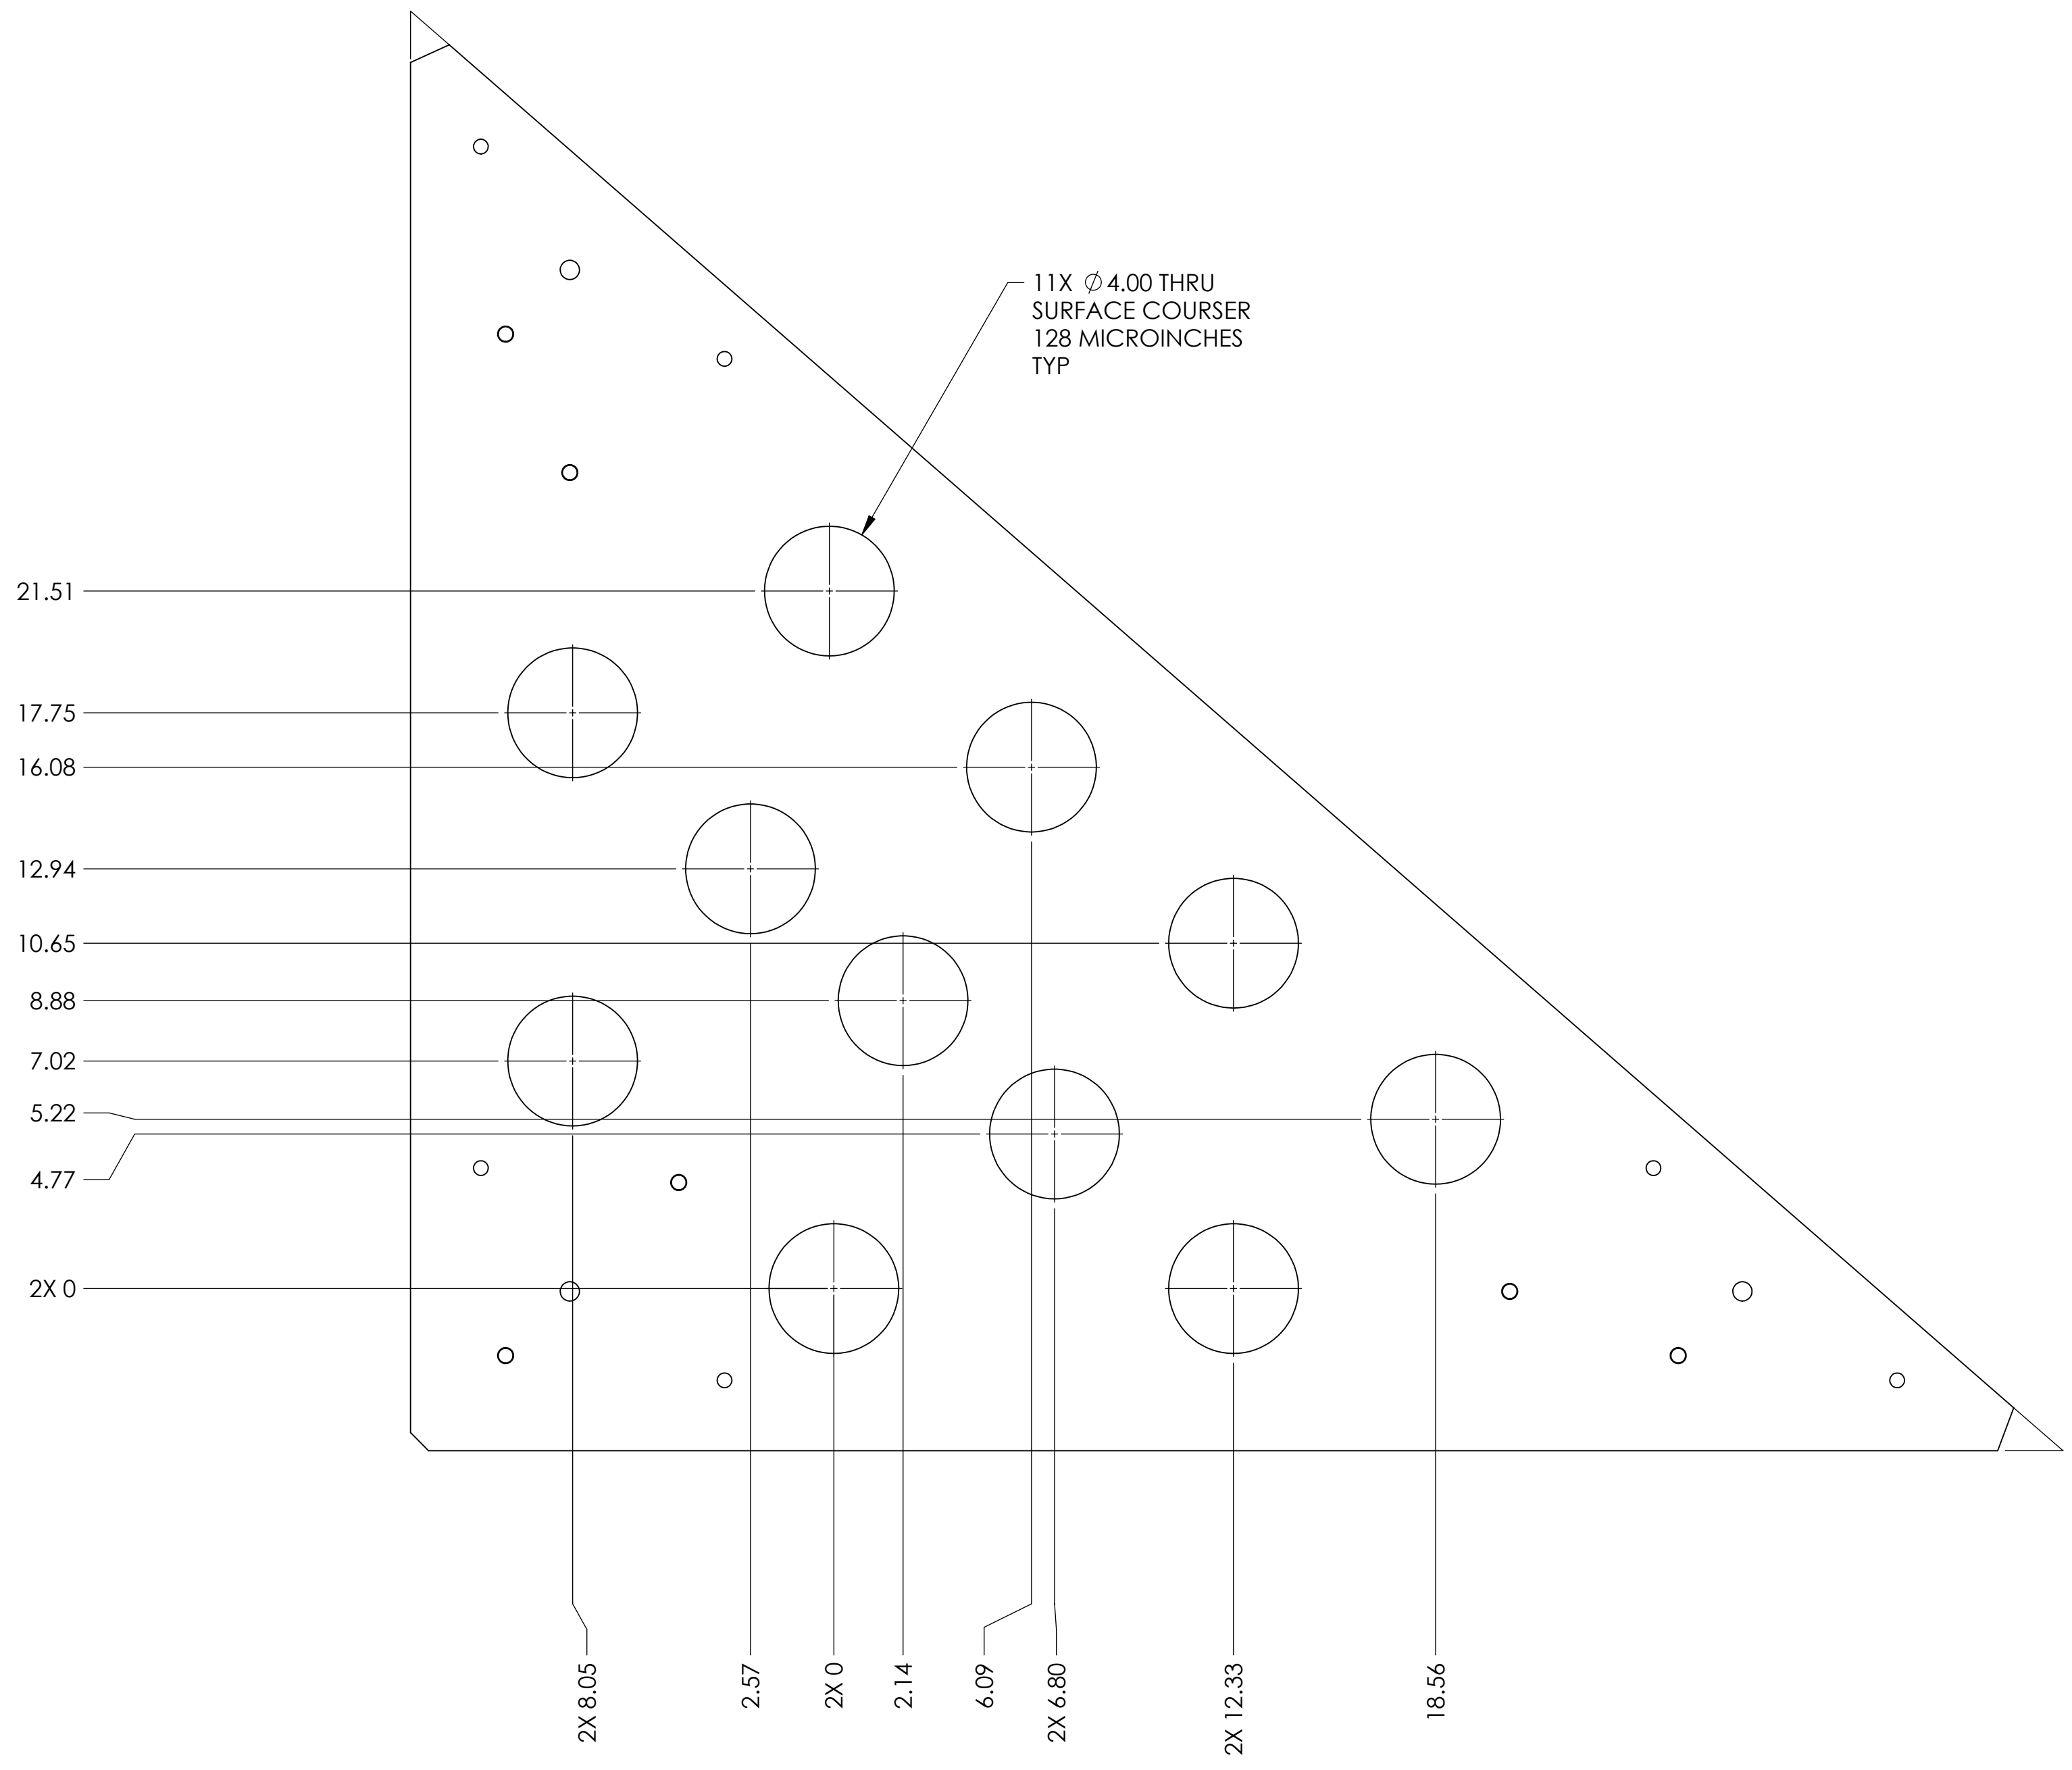 11X ⌀4.00 THRU
SURFACE COURSER
128 MICROINCHES
TYP
21.51
17.75
16.08
12.94
10.65
8.88
7.02
5.22
4.77
2X 0
2X 8.05
2.57
2X 0
2.14
6.09
2X 6.80
2X 12.33
18.56